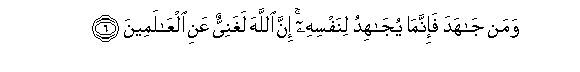 وَمَن جَـٰهَدَ فَإِنَّمَا يُجَـٰهِدُ لِنَفْسِهِۦٓ ۚ إِنَّ ٱللَّهَ لَغَنِىٌّ عَنِ ٱلْعَـٰلَمِينَ ۝٦